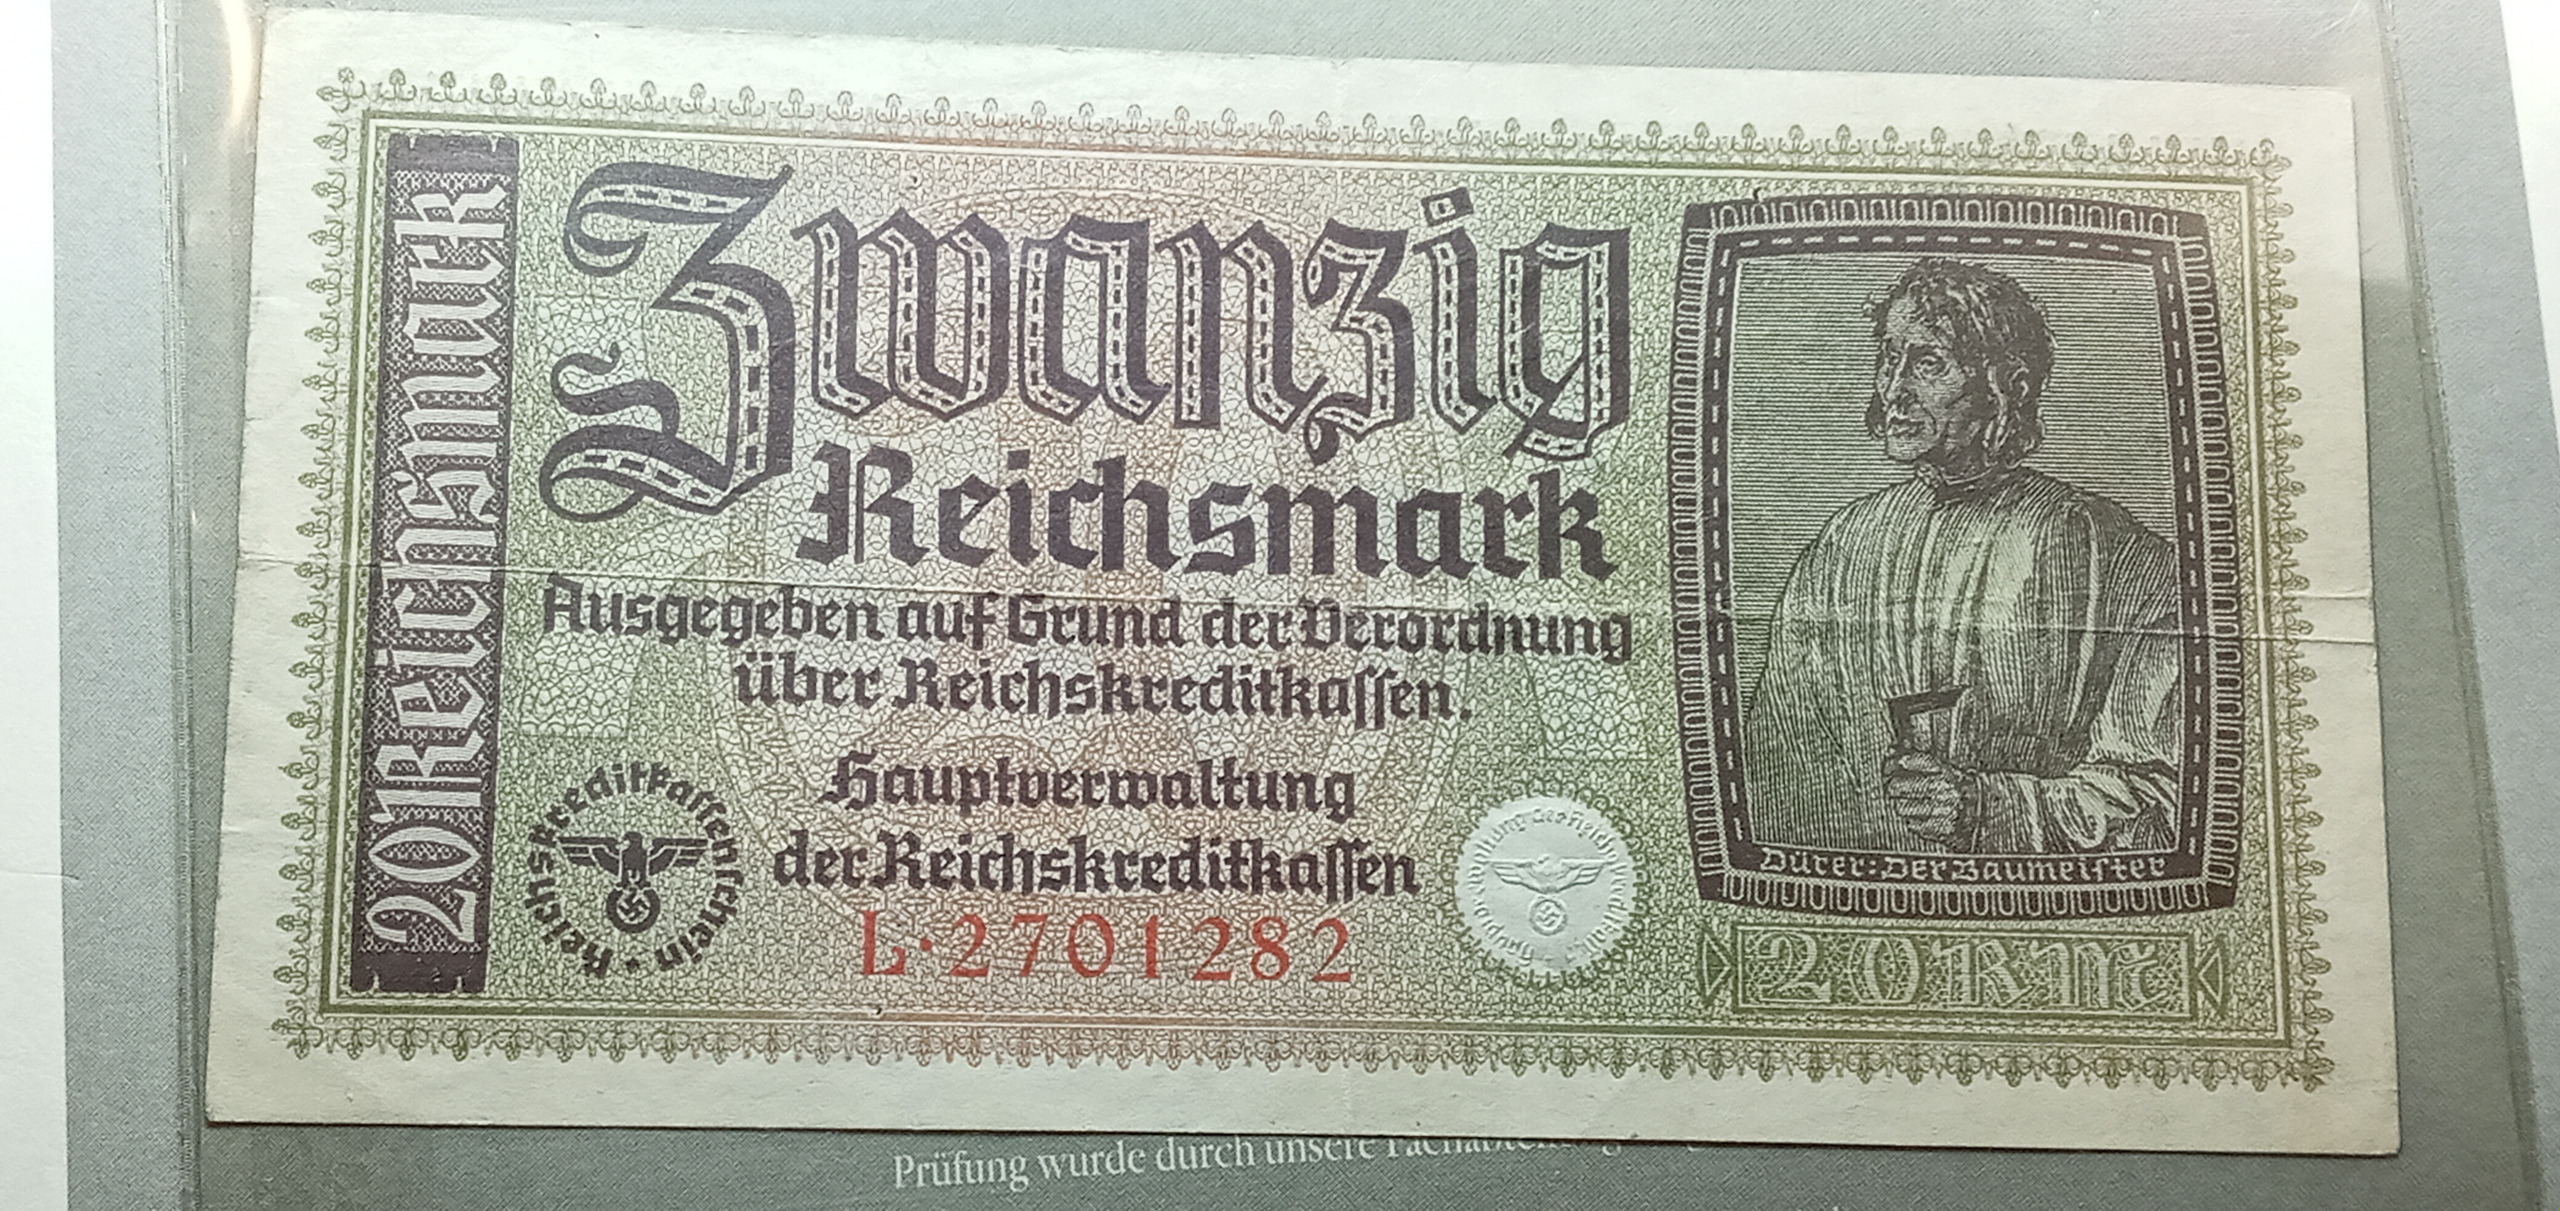 20 Reichsmark
Zwanzig
Reichsmark
Ausgegeben auf Grund der Verordnung
über Reichskreditkassen.
Hauptverwaltung
der Reichskreditkassen
L·2701282
Reichskreditkassenschein
Dürer: Der Baumeister
20 RMk
Prüfung wurde durch unsere